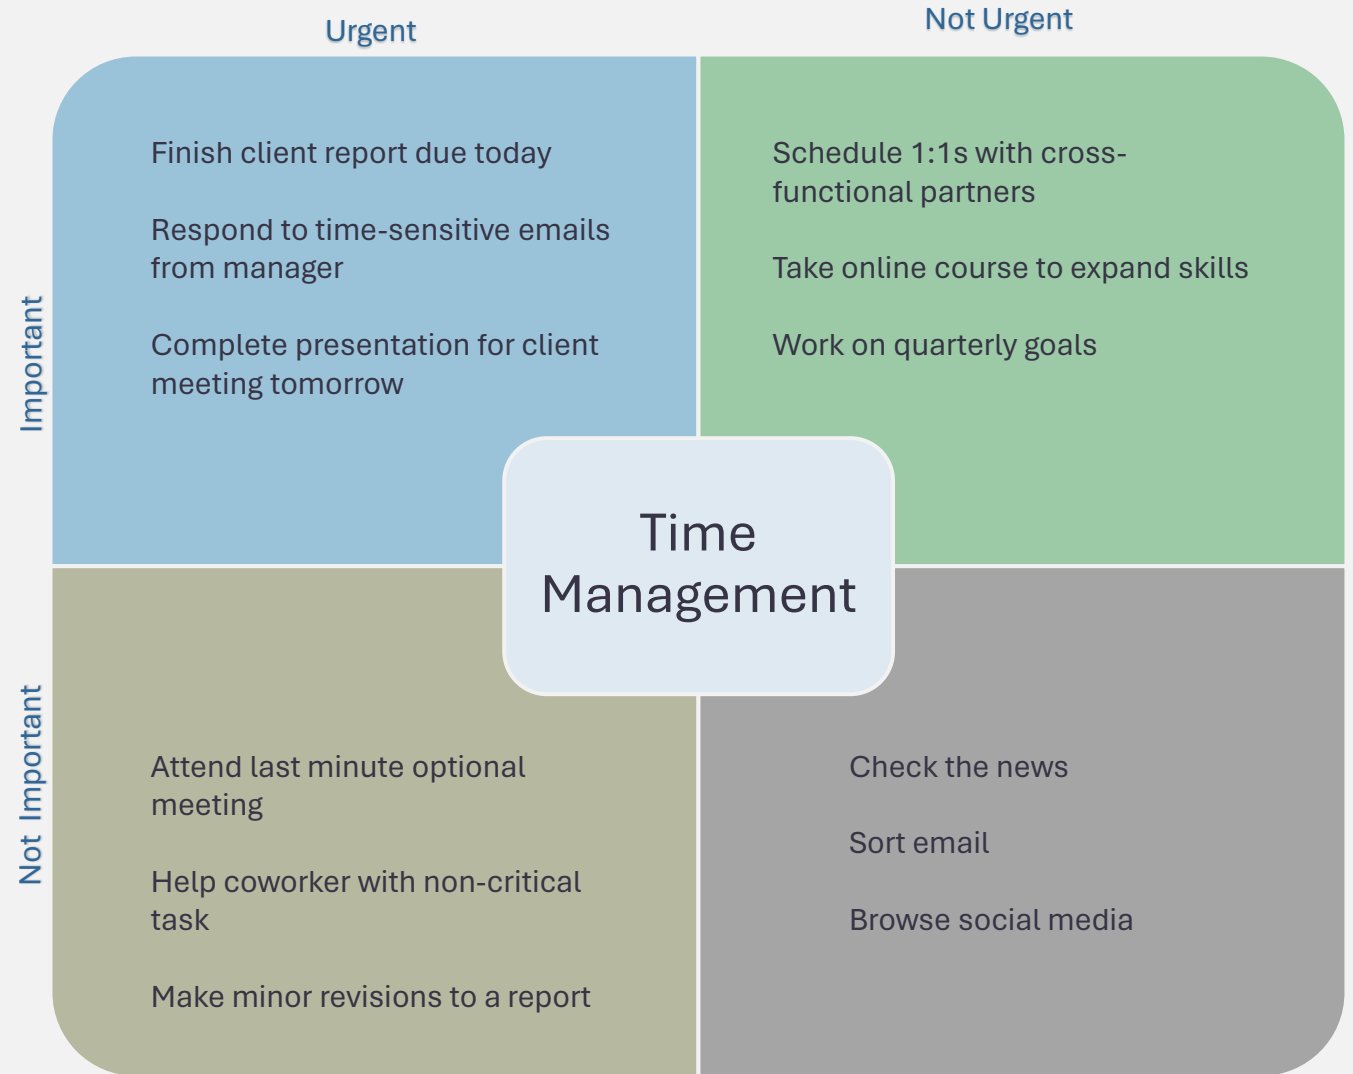 Urgent
Not Urgent
Important
Finish client report due today
Respond to time-sensitive emails
from manager
Complete presentation for client
meeting tomorrow
Schedule 1:1s with cross-
functional partners
Take online course to expand skills
Work on quarterly goals
Time
Management
Not Important
Attend last minute optional
meeting
Help coworker with non-critical
task
Make minor revisions to a report
Check the news
Sort email
Browse social media